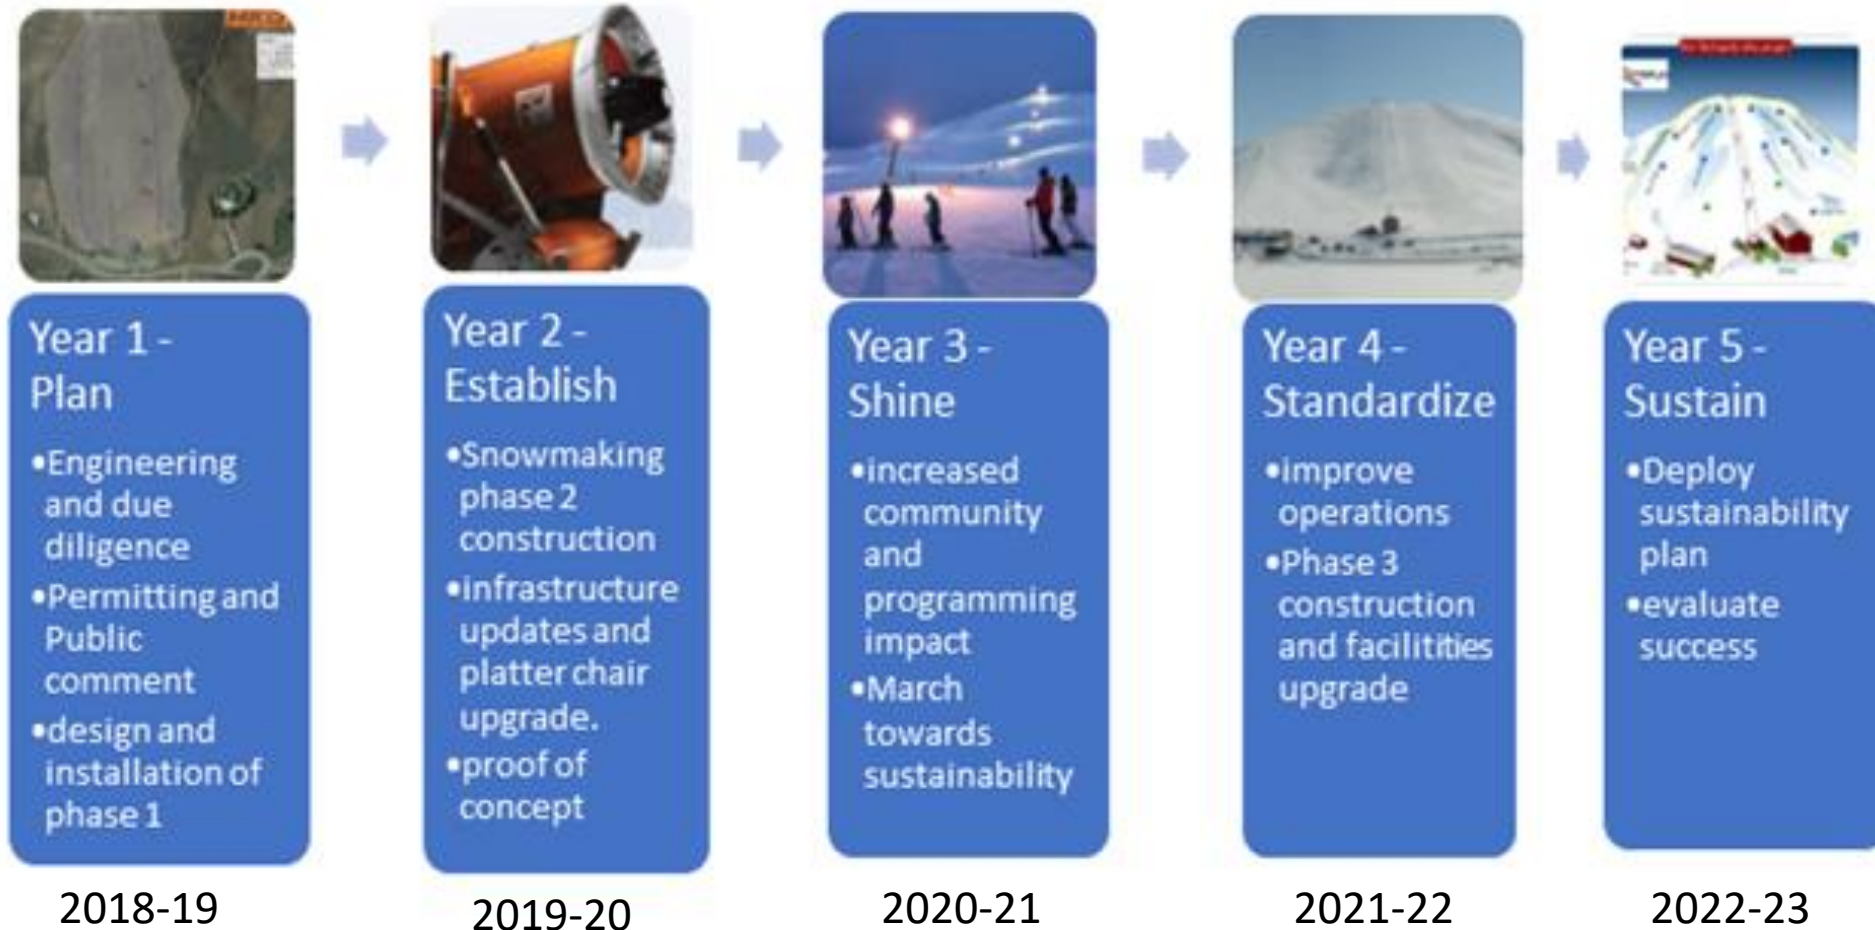 Year 1 -
Plan
•Engineering
and due
diligence
•Permitting and
Public
comment
•design and
installation of
phase 1
2018-19
Year 2 -
Establish
•Snowmaking
phase 2
construction
•infrastructure
updates and
platter chair
upgrade.
•proof of
concept
2019-20
Year 3 -
Shine
•increased
community
and
programming
impact
•March
towards
sustainability
2020-21
Year 4 -
Standardize
•improve
operations
•Phase 3
construction
and facilitities
upgrade
2021-22
Year 5 -
Sustain
•Deploy
sustainability
plan
•evaluate
success
2022-23